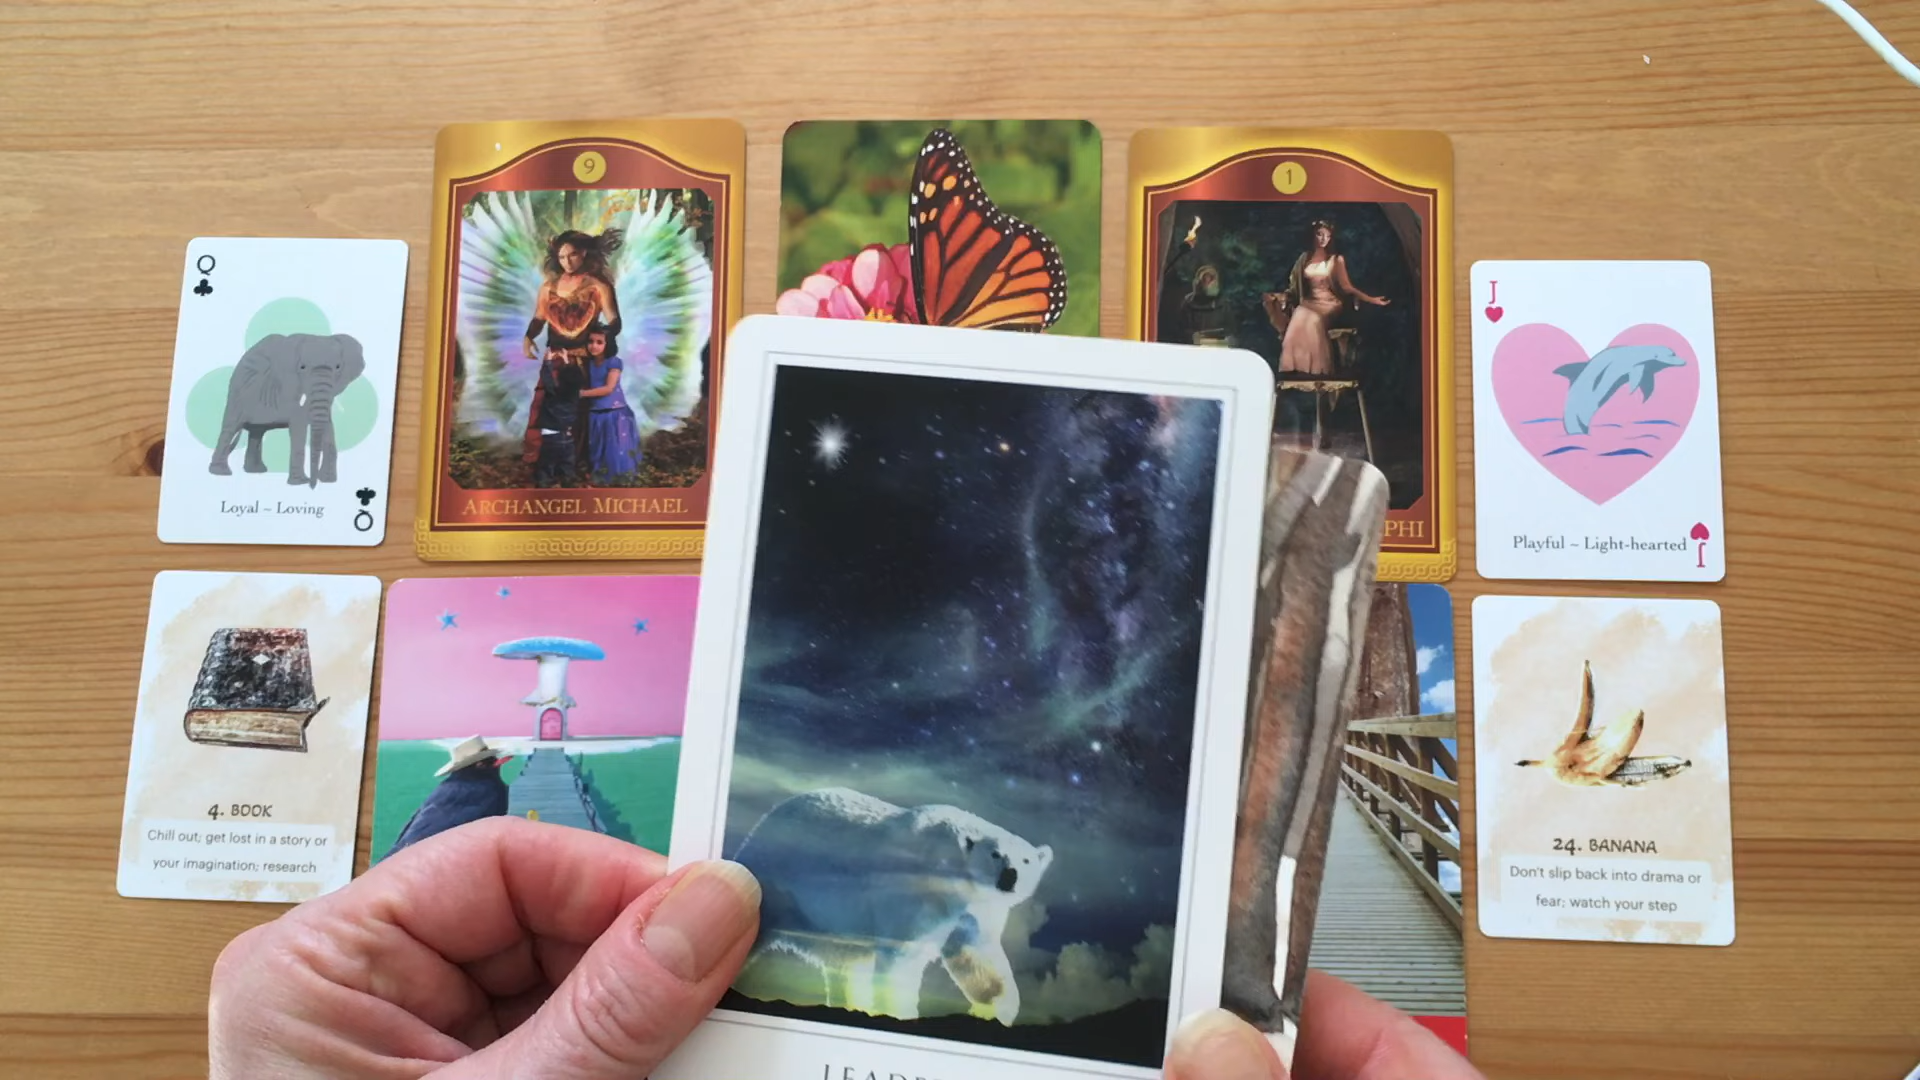 Q
Loyal ~ Loving
Q
9
ARCHANGEL MICHAEL
1
PHI
J
Playful ~ Light-hearted
J
4. BOOK
Chill out; get lost in a story or
your imagination; research
24. BANANA
Don't slip back into drama or
fear; watch your step
LEADE